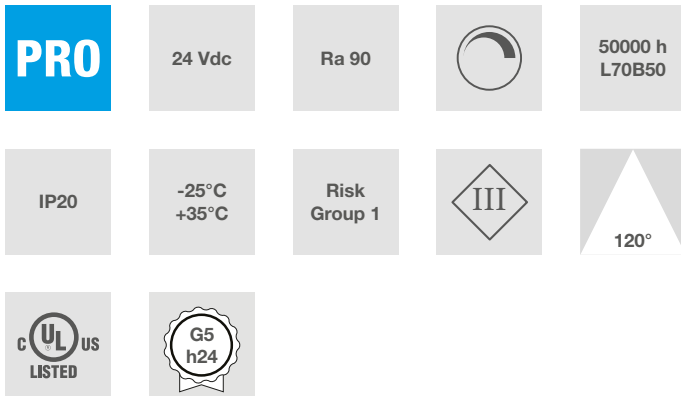 PRO
24 Vdc
Ra 90
50000 h
L70B50
IP20
-25°C
+35°C
Risk
Group 1
III
120°
C UL ® US
LISTED
G5
h24